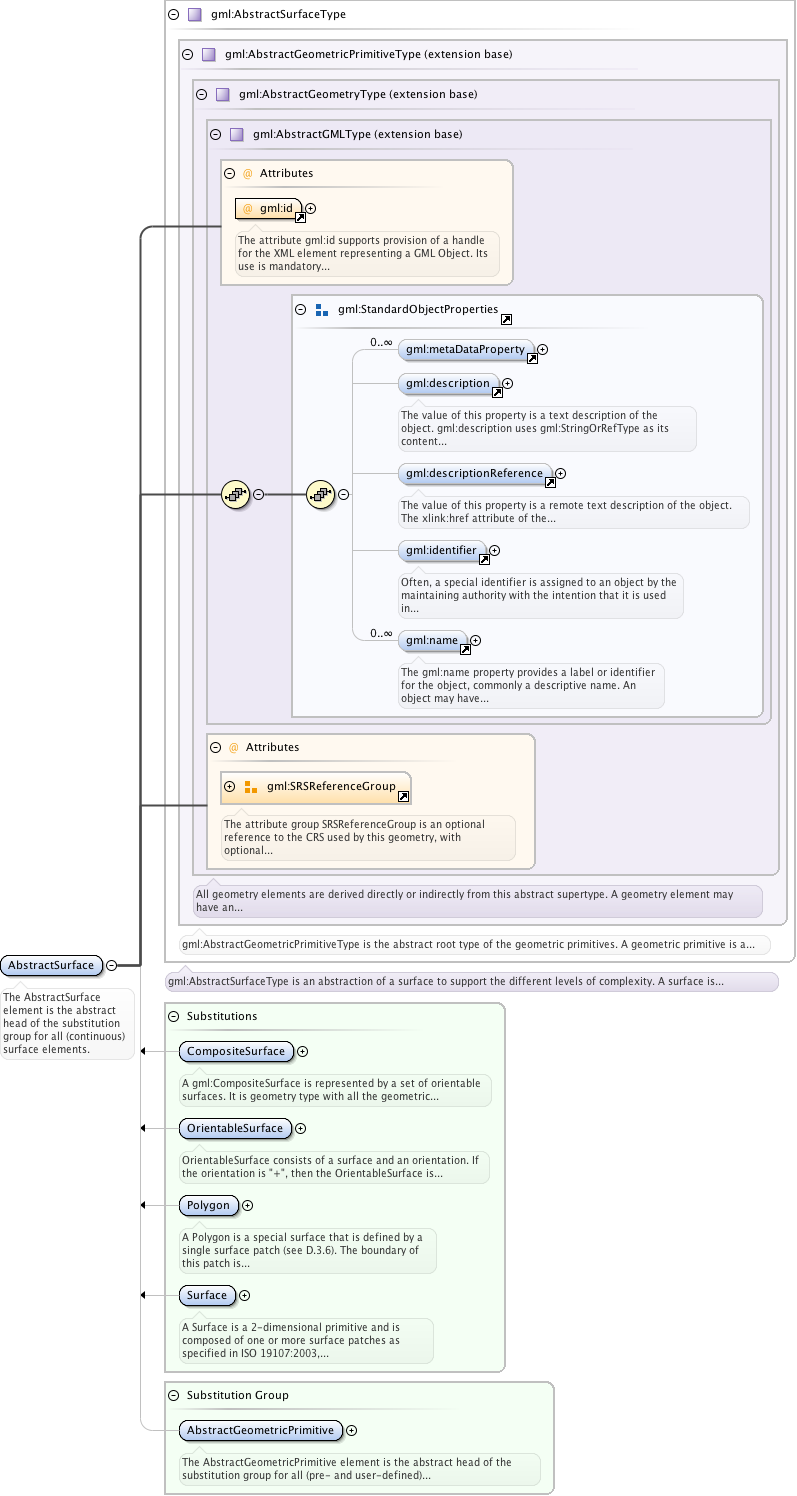 gml:AbstractSurfaceType
gml:AbstractGeometricPrimitiveType (extension base)
gml:AbstractGeometryType (extension base)
gml:AbstractGMLType (extension base)
@ Attributes
@ gml:id
The attribute gml:id supports provision of a handle
for the XML element representing a GML Object. Its
use is mandatory...
gml:StandardObjectProperties
0..∞
gml:metaDataProperty
gml:description
The value of this property is a text description of the
object. gml:description uses gml:StringOrRefType as its
content...
gml:descriptionReference
The value of this property is a remote text description of the object.
The xlink:href attribute of the...
gml:identifier
Often, a special identifier is assigned to an object by the
maintaining authority with the intention that it is used
in...
0..∞
gml:name
The gml:name property provides a label or identifier
for the object, commonly a descriptive name. An
object may have...
@ Attributes
gml:SRSReferenceGroup
The attribute group SRSReferenceGroup is an optional
reference to the CRS used by this geometry, with
optional...
All geometry elements are derived directly or indirectly from this abstract supertype. A geometry element may
have an...
gml:AbstractGeometricPrimitiveType is the abstract root type of the geometric primitives. A geometric primitive is a...
AbstractSurface
The AbstractSurface
element is the abstract
head of the substitution
group for all (continuous)
surface elements.
gml:AbstractSurfaceType is an abstraction of a surface to support the different levels of complexity. A surface is...
Substitutions
CompositeSurface
A gml:CompositeSurface is represented by a set of orientable
surfaces. It is geometry type with all the geometric...
OrientableSurface
OrientableSurface consists of a surface and an orientation. If
the orientation is "+", then the OrientableSurface is...
Polygon
A Polygon is a special surface that is defined by a
single surface patch (see D.3.6). The boundary of
this patch is...
Surface
A Surface is a 2-dimensional primitive and is
composed of one or more surface patches as
specified in ISO 19107:2003,...
Substitution Group
AbstractGeometricPrimitive
The AbstractGeometricPrimitive element is the abstract head of the
substitution group for all (pre- and user-defined)...